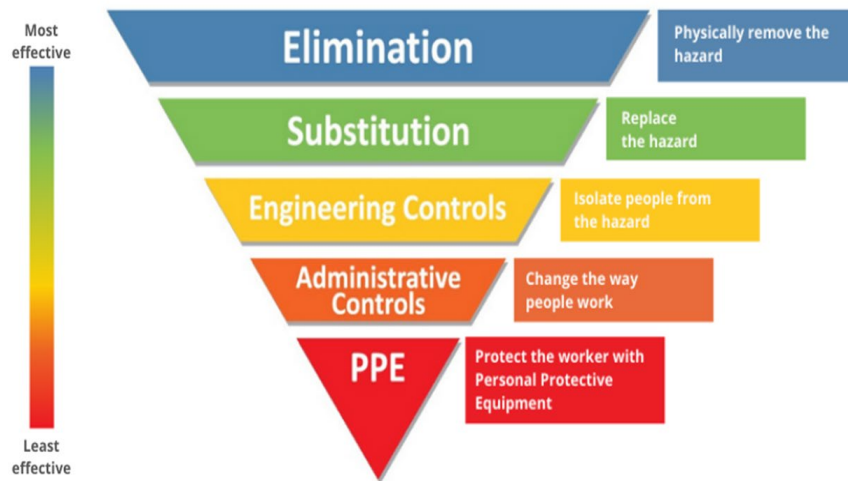 Most
effective
Elimination
Physically remove the
hazard
Substitution
Replace
the hazard
Engineering Controls
Isolate people from
the hazard
Administrative
Controls
Change the way
people work
PPE
Protect the worker with
Personal Protective
Equipment
Least
effective